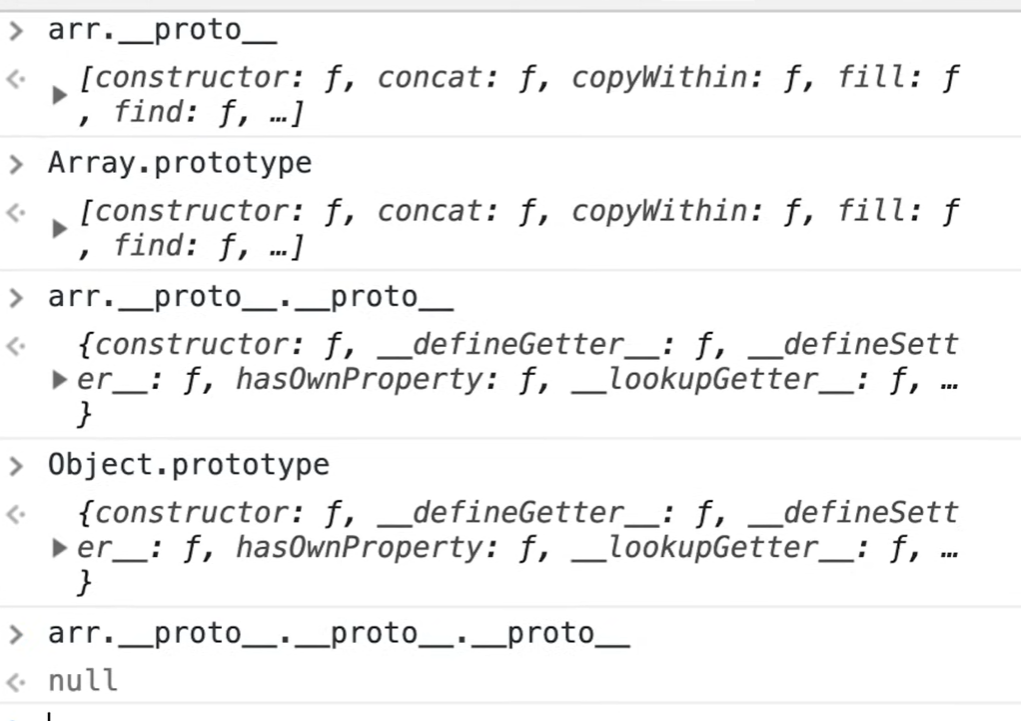 arr.__proto__
[constructor: ƒ, concat: ƒ, copyWithin: ƒ, fill: ƒ
, find: ƒ, …]
Array.prototype
[constructor: ƒ, concat: ƒ, copyWithin: ƒ, fill: ƒ
, find: ƒ, …]
arr.__proto__.__proto__
{constructor: ƒ, __defineGetter__: ƒ, __defineSett
er__: ƒ, hasOwnProperty: ƒ, __lookupGetter__: ƒ, …
}
Object.prototype
{constructor: ƒ, __defineGetter__: ƒ, __defineSett
er__: ƒ, hasOwnProperty: ƒ, __lookupGetter__: ƒ, …
}
arr.__proto__.__proto__.__proto__
null